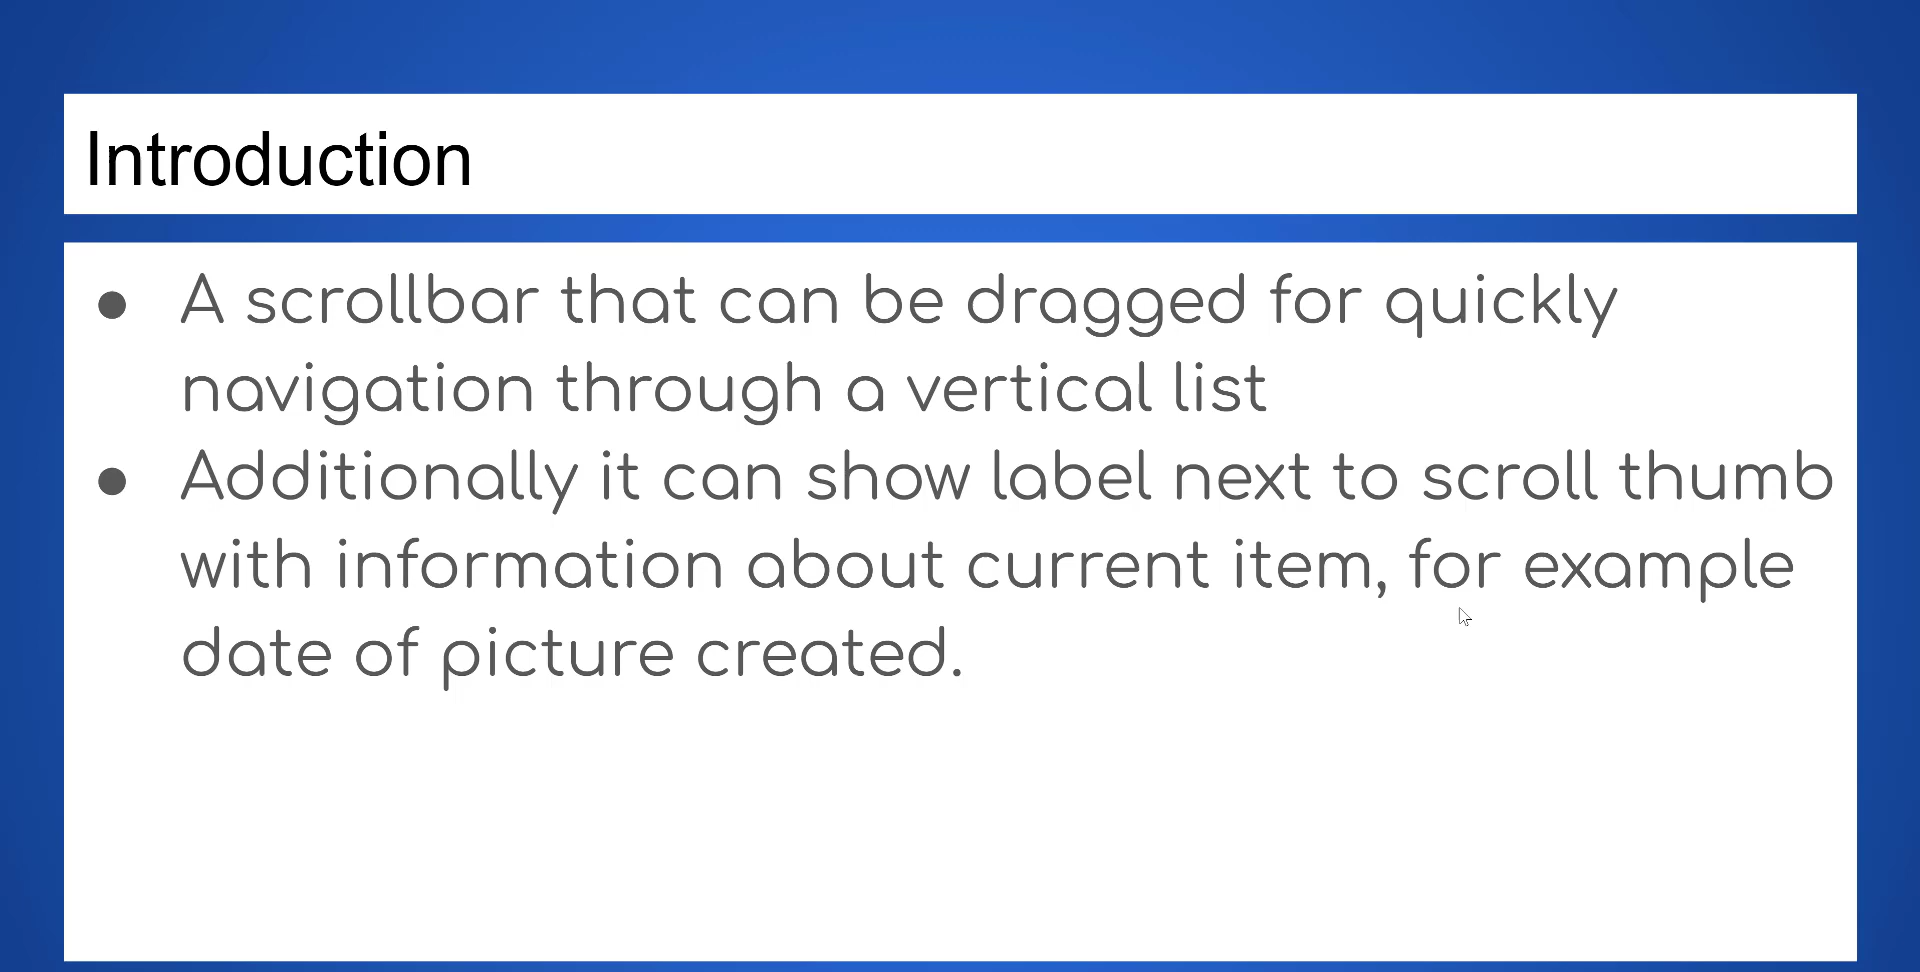 Introduction
● A scrollbar that can be dragged for quickly
navigation through a vertical list
● Additionally it can show label next to scroll thumb
with information about current item, for example
date of picture created.